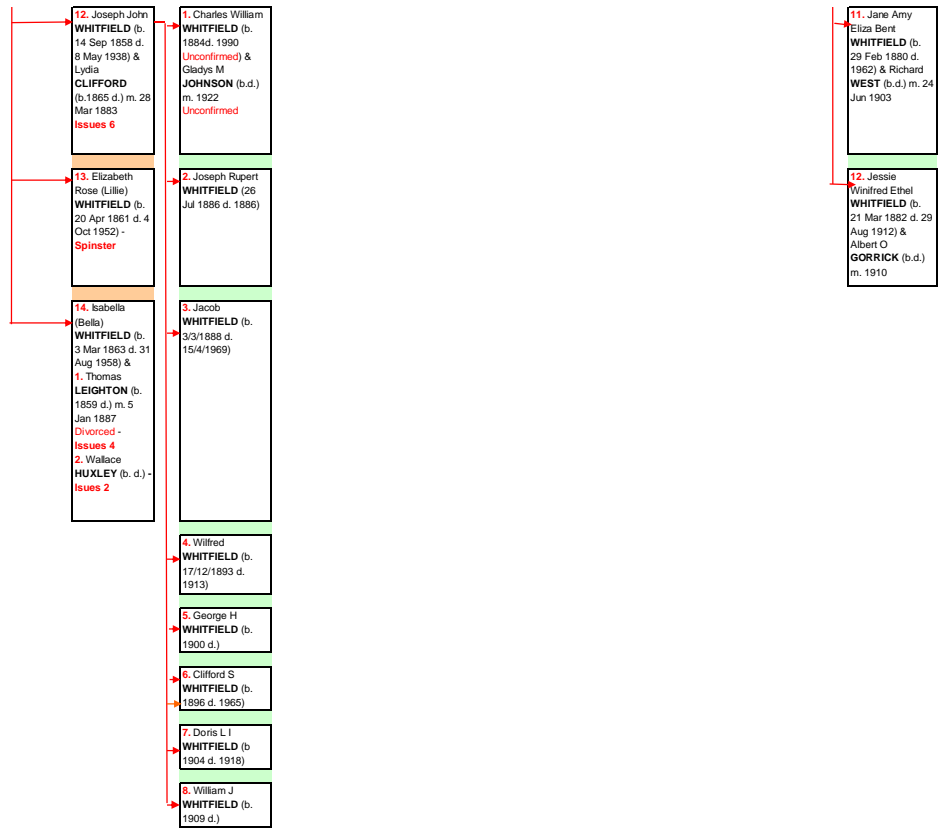 12. Joseph John
WHITFIELD (b.
14 Sep 1858 d.
8 May 1938) &
Lydia
CLIFFORD
(b.1865 d.) m. 28
Mar 1883
Issues 6
13. Elizabeth
Rose (Lillie)
WHITFIELD (b.
20 Apr 1861 d. 4
Oct 1952) -
Spinster
14. Isabella
(Bella)
WHITFIELD (b.
3 Mar 1863 d. 31
Aug 1958) &
1. Thomas
LEIGHTON (b.
1859 d.) m. 5
Jan 1887
Divorced -
Issues 4
2. Wallace
HUXLEY (b. d.) -
Isues 2
1. Charles William
WHITFIELD (b.
1884d. 1990
Unconfirmed) &
Gladys M
JOHNSON (b.d.)
m. 1922
Unconfirmed
2. Joseph Rupert
WHITFIELD (26
Jul 1886 d. 1886)
3. Jacob
WHITFIELD (b.
3/3/1888 d.
15/4/1969)
4. Wilfred
WHITFIELD (b.
17/12/1893 d.
1913)
5. George H
WHITFIELD (b.
1900 d.)
6. Clifford S
WHITFIELD (b.
1896 d. 1965)
7. Doris L I
WHITFIELD (b
1904 d. 1918)
8. William J
WHITFIELD (b.
1909 d.)
11. Jane Amy
Eliza Bent
WHITFIELD (b.
29 Feb 1880 d.
1962) & Richard
WEST (b.d.) m. 24
Jun 1903
12. Jessie
Winifred Ethel
WHITFIELD (b.
21 Mar 1882 d. 29
Aug 1912) &
Albert O
GORRICK (b.d.)
m. 1910